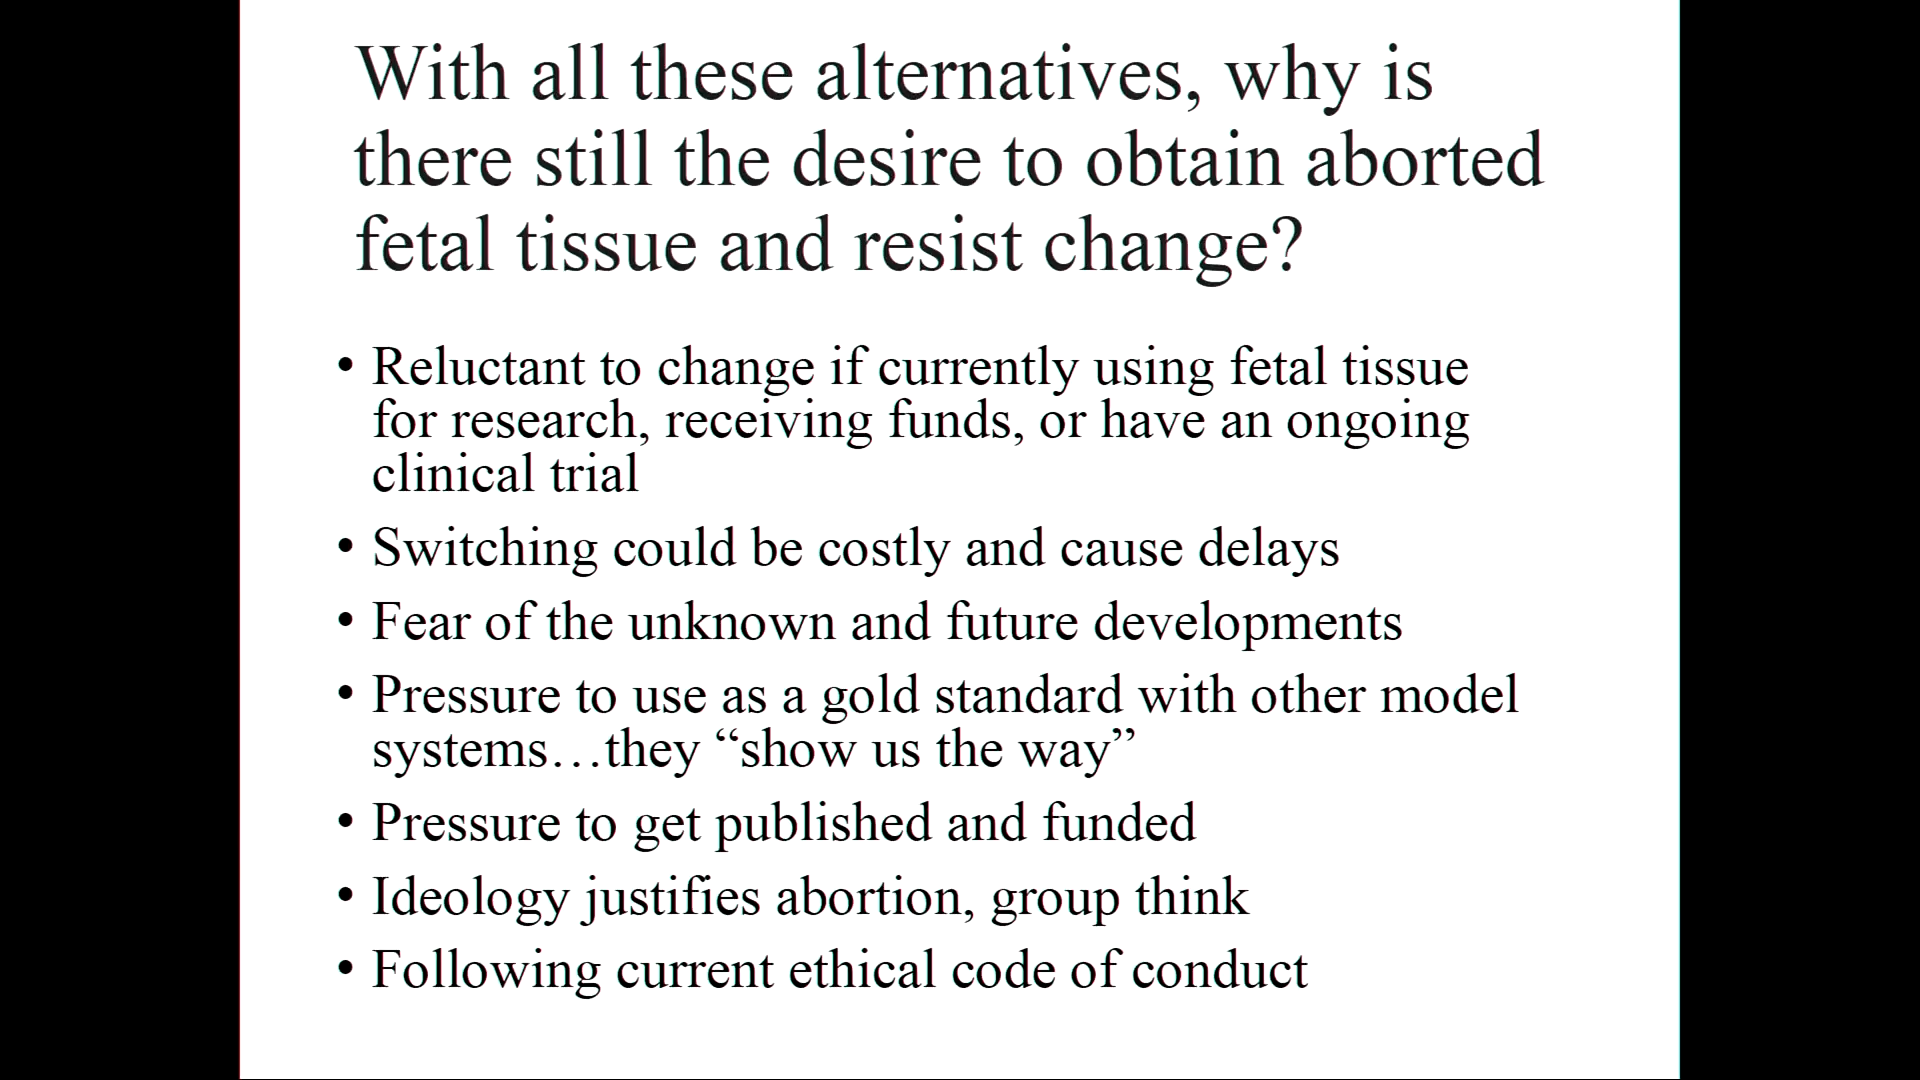 With all these alternatives, why is
there still the desire to obtain aborted
fetal tissue and resist change?
• Reluctant to change if currently using fetal tissue
for research, receiving funds, or have an ongoing
clinical trial
• Switching could be costly and cause delays
• Fear of the unknown and future developments
• Pressure to use as a gold standard with other model
systems…they “show us the way”
• Pressure to get published and funded
• Ideology justifies abortion, group think
• Following current ethical code of conduct